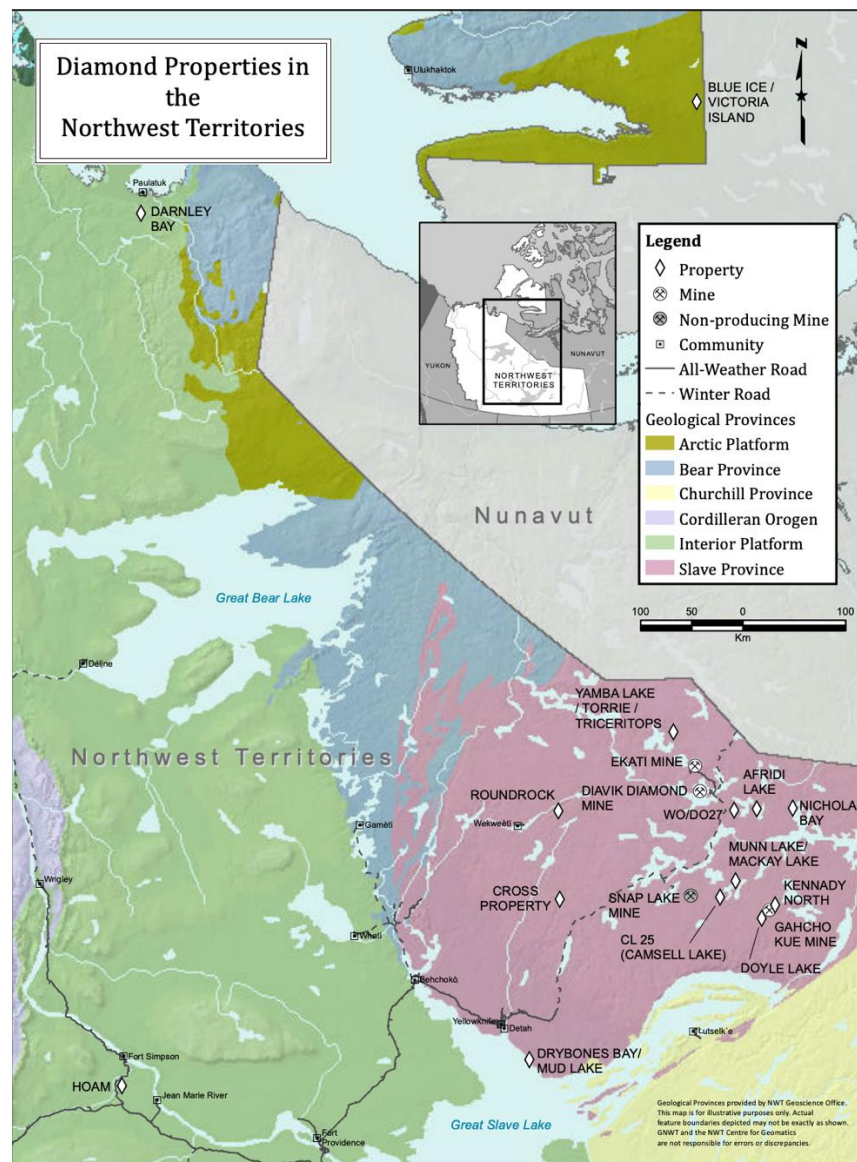 Diamond Properties in
the
Northwest Territories
Ulukhaktok
BLUE ICE /
VICTORIA
ISLAND
N
Paulatuk
DARNLEY
BAY
YUKON
NUNAVUT
NORTHWEST
TERRITORIES
Legend
Property
Mine
Non-producing Mine
Community
All-Weather Road
Winter Road
Geological Provinces
Arctic Platform
Bear Province
Churchill Province
Cordilleran Orogen
Interior Platform
Slave Province
100 50 0 100
Km
Nunavut
Great Bear Lake
Délįne
Northwest Territories
YAMBA LAKE
/ TORRIE /
TRICERITOPS
EKATI MINE
DIAVIK DIAMOND
MINE
AFRIDI
LAKE
ROUNDROCK
WO/DO27
NICHOLAS
BAY
Gamètì
Wekweètì
MUNN LAKE/
MACKAY LAKE
Wrigley
CROSS
PROPERTY
SNAP LAKE
MINE
KENNADY
NORTH
GAHCHO
KUE MINE
CL 25
(CAMSELL LAKE)
DOYLE LAKE
Whatì
Behchokò
Yellowknife
Detah
Łutselk'e
Fort Simpson
DRYBONES BAY/
MUD LAKE
HOAM
Jean Marie River
Fort
Providence
Great Slave Lake
Geological Provinces provided by NWT Geoscience Office.
This map is for illustrative purposes only. Actual
feature boundaries depicted may not be exactly as shown.
GNWT and the NWT Centre for Geomatics
are not responsible for errors or discrepancies.